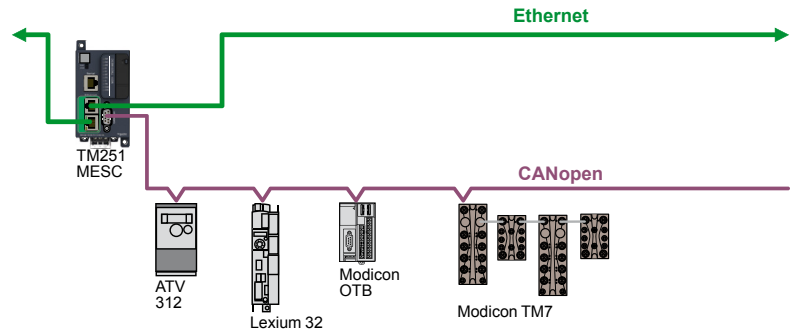 Ethernet
TM251
MESC
CANopen
ATV
312
Lexium 32
Modicon
OTB
Modicon TM7